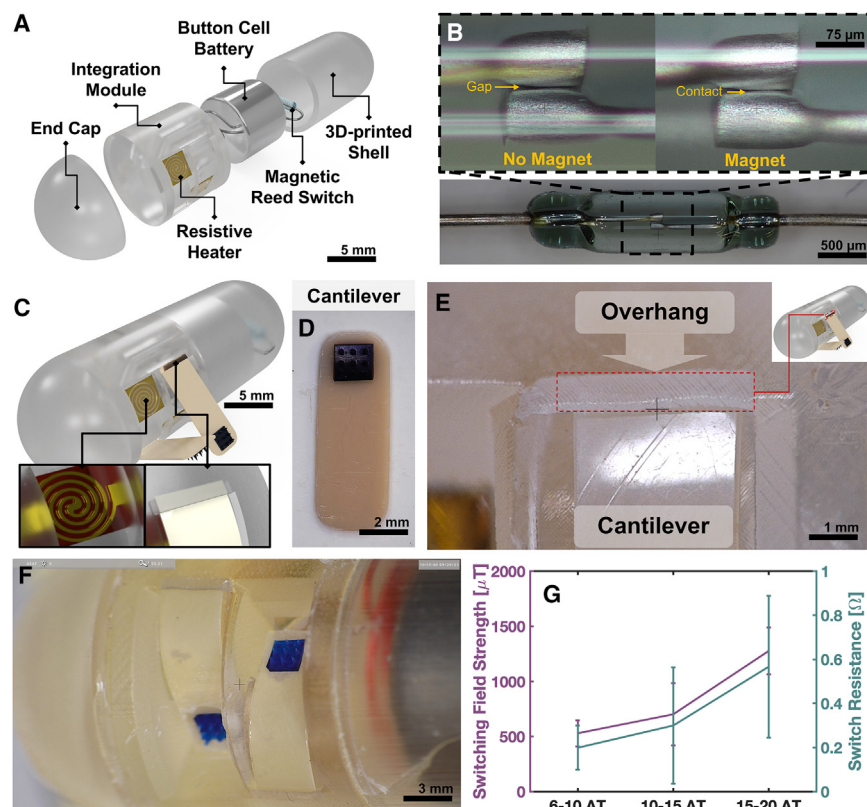 A
Button Cell
Battery
Integration
Module
End Cap
3D-printed
Shell
Magnetic
Reed Switch
Resistive
Heater
5 mm
B
75 µm
Gap
Contact
No Magnet
Magnet
500 µm
C
5 mm
Cantilever
D
2 mm
E
Overhang
Cantilever
1 mm
F
3 mm
G
Switching Field Strength [µT]
2000
1500
1000
500
0
Switch Resistance [Ω]
1
0.8
0.6
0.4
0.2
0
6-10 AT
10-15 AT
15-20 AT